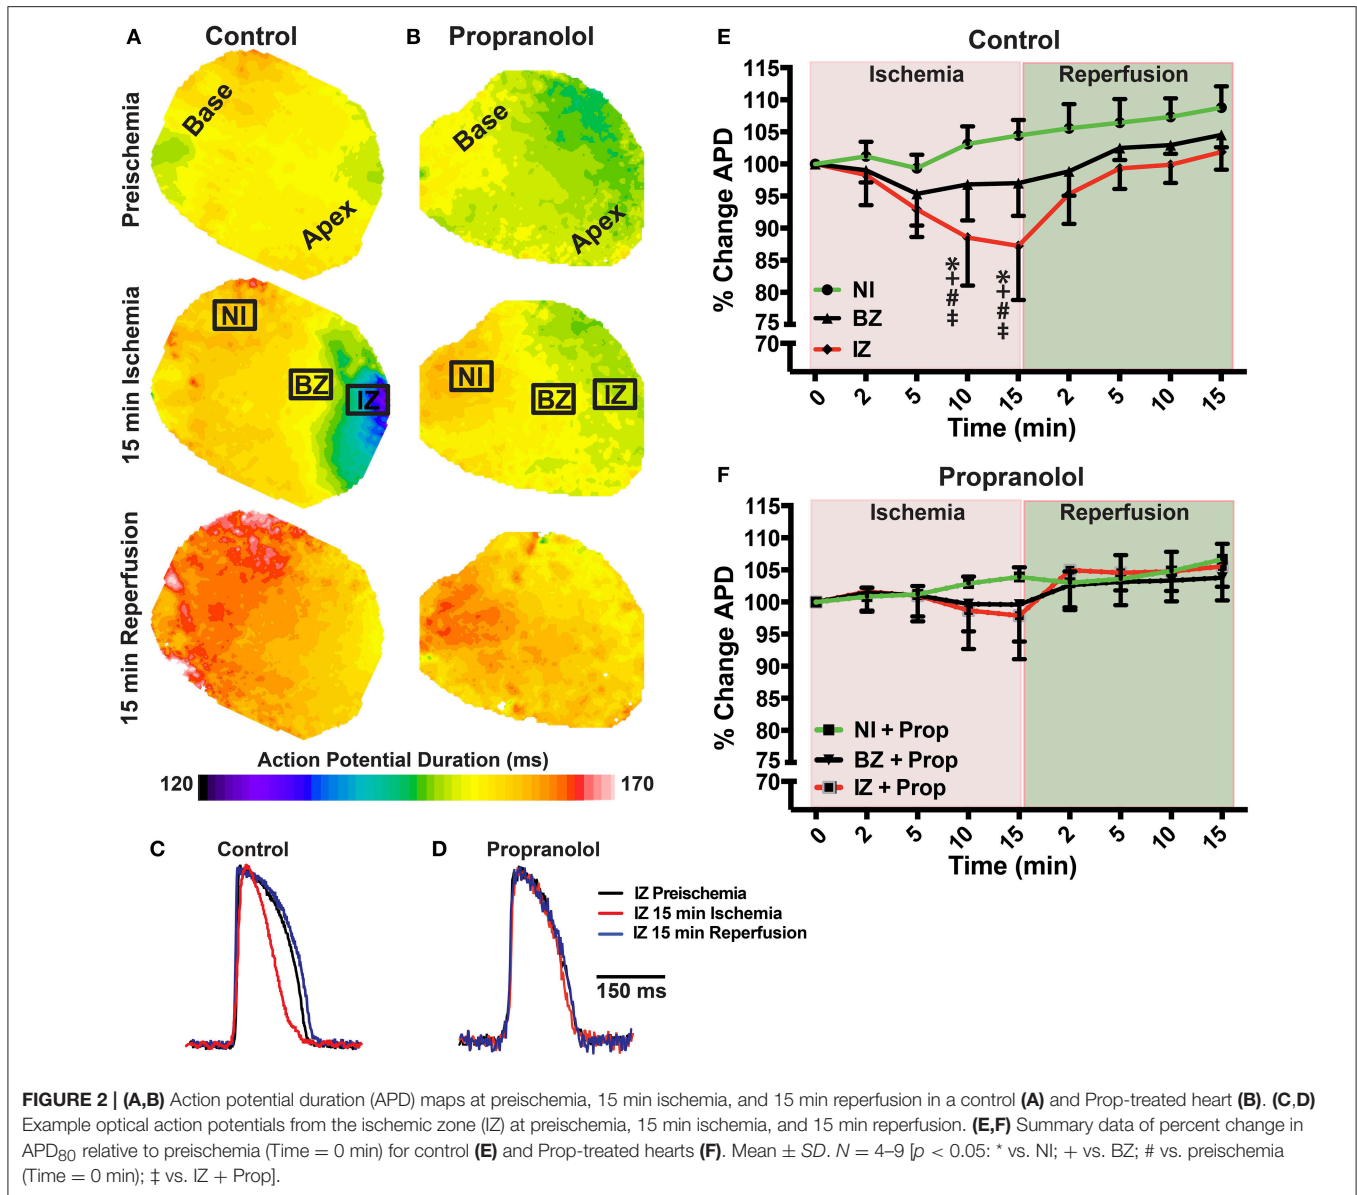 A
Control
B
Propranolol
Preischemia
Base
Apex
Base
Apex
15 min Ischemia
NI
BZ
IZ
NI
BZ
IZ
15 min Reperfusion
Action Potential Duration (ms)
120
170
C
Control
D
Propranolol
IZ Preischemia
IZ 15 min Ischemia
IZ 15 min Reperfusion
150 ms
E
Control
Ischemia
Reperfusion
% Change APD
115
110
105
100
95
90
85
80
75
70
*
+
#
‡
*
+
#
‡
NI
BZ
IZ
0 2 5 10 15 2 5 10 15
Time (min)
F
Propranolol
Ischemia
Reperfusion
% Change APD
115
110
105
100
95
90
85
80
75
70
NI + Prop
BZ + Prop
IZ + Prop
0 2 5 10 15 2 5 10 15
Time (min)
FIGURE 2 | (A,B) Action potential duration (APD) maps at preischemia, 15 min ischemia, and 15 min reperfusion in a control (A) and Prop-treated heart (B). (C,D)
Example optical action potentials from the ischemic zone (IZ) at preischemia, 15 min ischemia, and 15 min reperfusion. (E,F) Summary data of percent change in
APD80 relative to preischemia (Time = 0 min) for control (E) and Prop-treated hearts (F). Mean ± SD. N = 4–9 [p < 0.05: * vs. NI; + vs. BZ; # vs. preischemia
(Time = 0 min); ‡ vs. IZ + Prop].